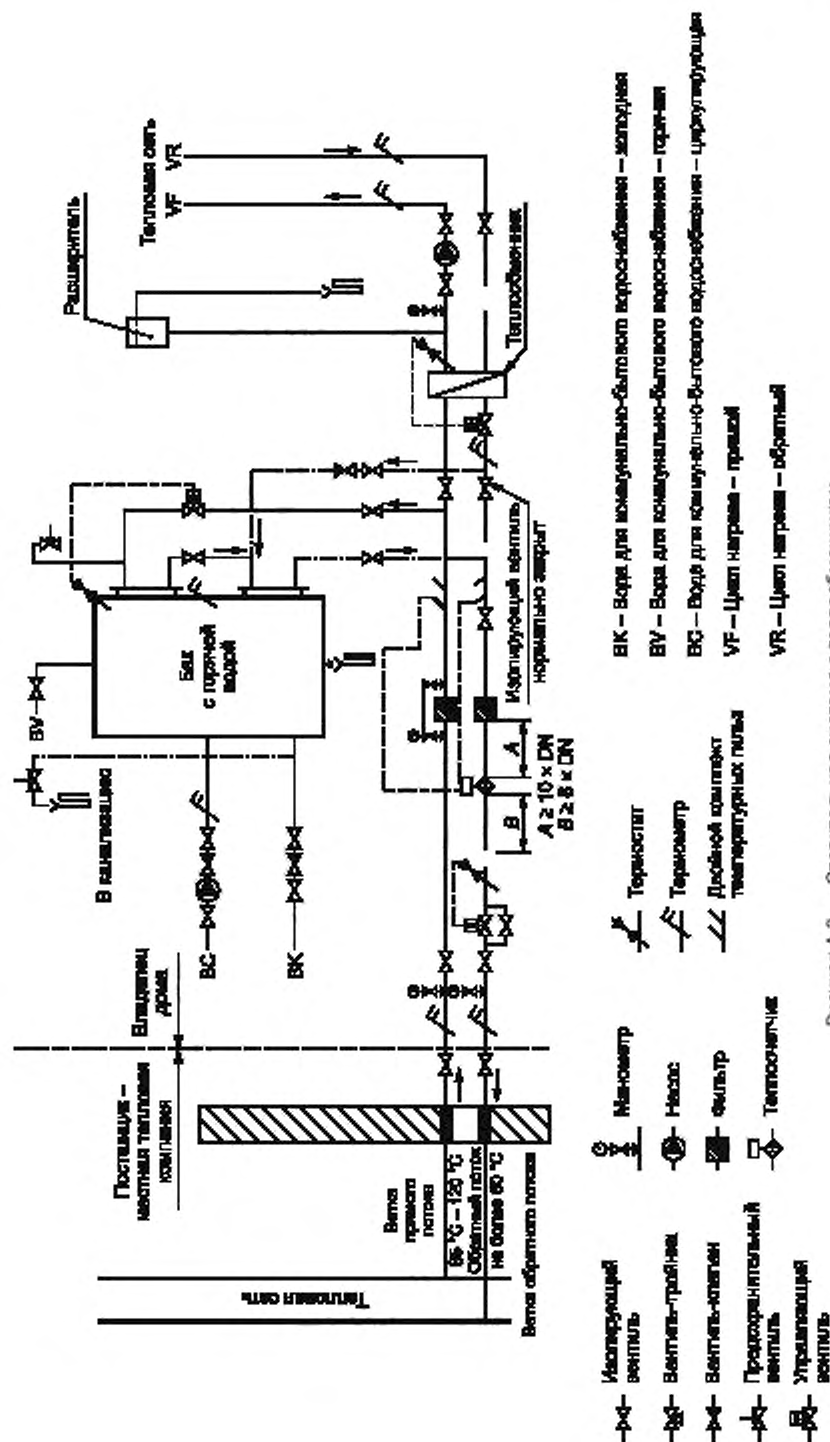 Тепловая сеть
Ветка
прямого
потока
65 °C – 120 °C
Обратный поток
не более 60 °C
Ветка обратного потока
Поставщик –
местная тепловая
компания
Владелец
дома
В канализацию
BC
BK
BV
Бак
с горячей
водой
B
A
A ≥ 10 x DN
B ≥ 8 x DN
Изолирующий вентиль
нормально закрыт
Расширитель
Тепловая сеть
VF
VR
Теплообменник
Изолирующий
вентиль
Вентиль-тройник
Вентиль-клапан
Предохранительный
вентиль
Управляющий
вентиль
Манометр
Насос
Фильтр
Теплосчетчик
Термостат
Термометр
Двойной комплект
температурных гильз
BK – Вода для коммунально-бытового водоснабжения – холодная
BV – Вода для коммунально-бытового водоснабжения – горячая
BC – Вода для коммунально-бытового водоснабжения – циркулирующая
VF – Цикл нагрева – прямой
VR – Цикл нагрева – обратный